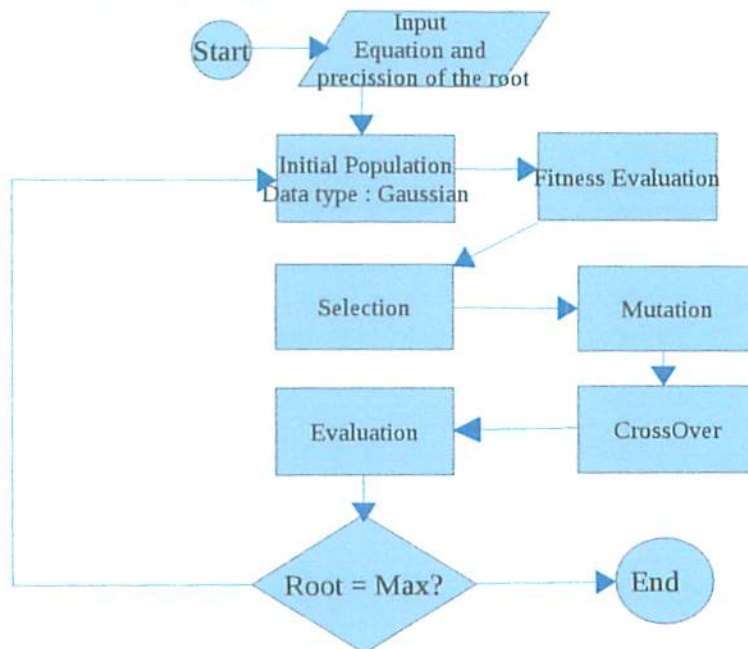 Start
Input
Equation and
precission of the root
Initial Population
Data type : Gaussian
Fitness Evaluation
Selection
Mutation
CrossOver
Evaluation
Root = Max?
End